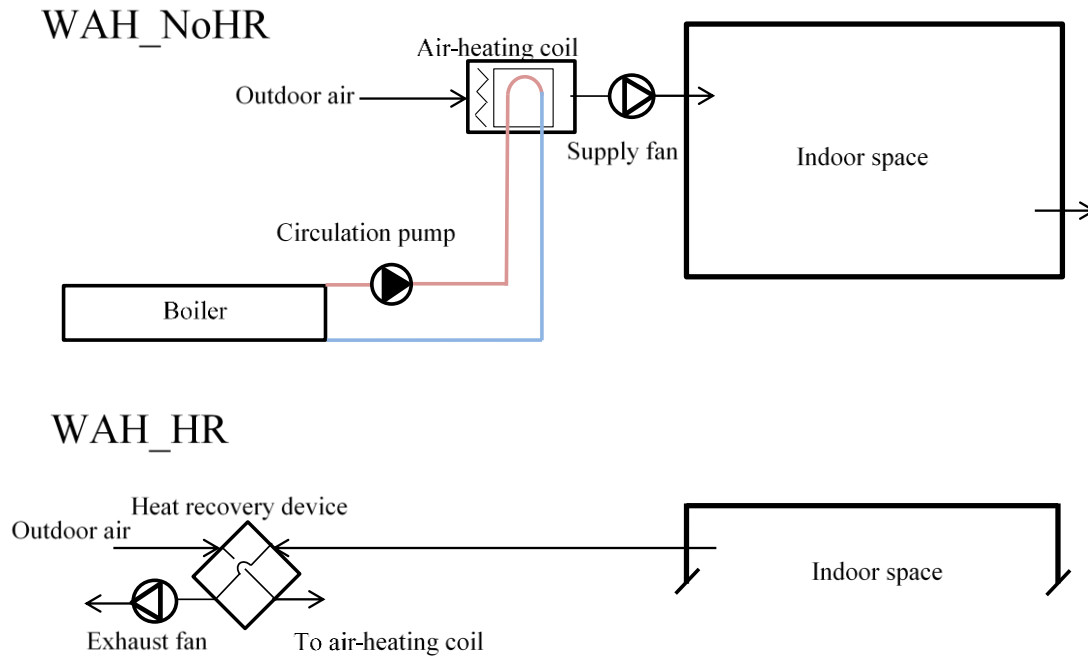 WAH_NoHR
Air-heating coil
Outdoor air
Supply fan
Indoor space
Circulation pump
Boiler
WAH_HR
Heat recovery device
Outdoor air
Indoor space
Exhaust fan
To air-heating coil